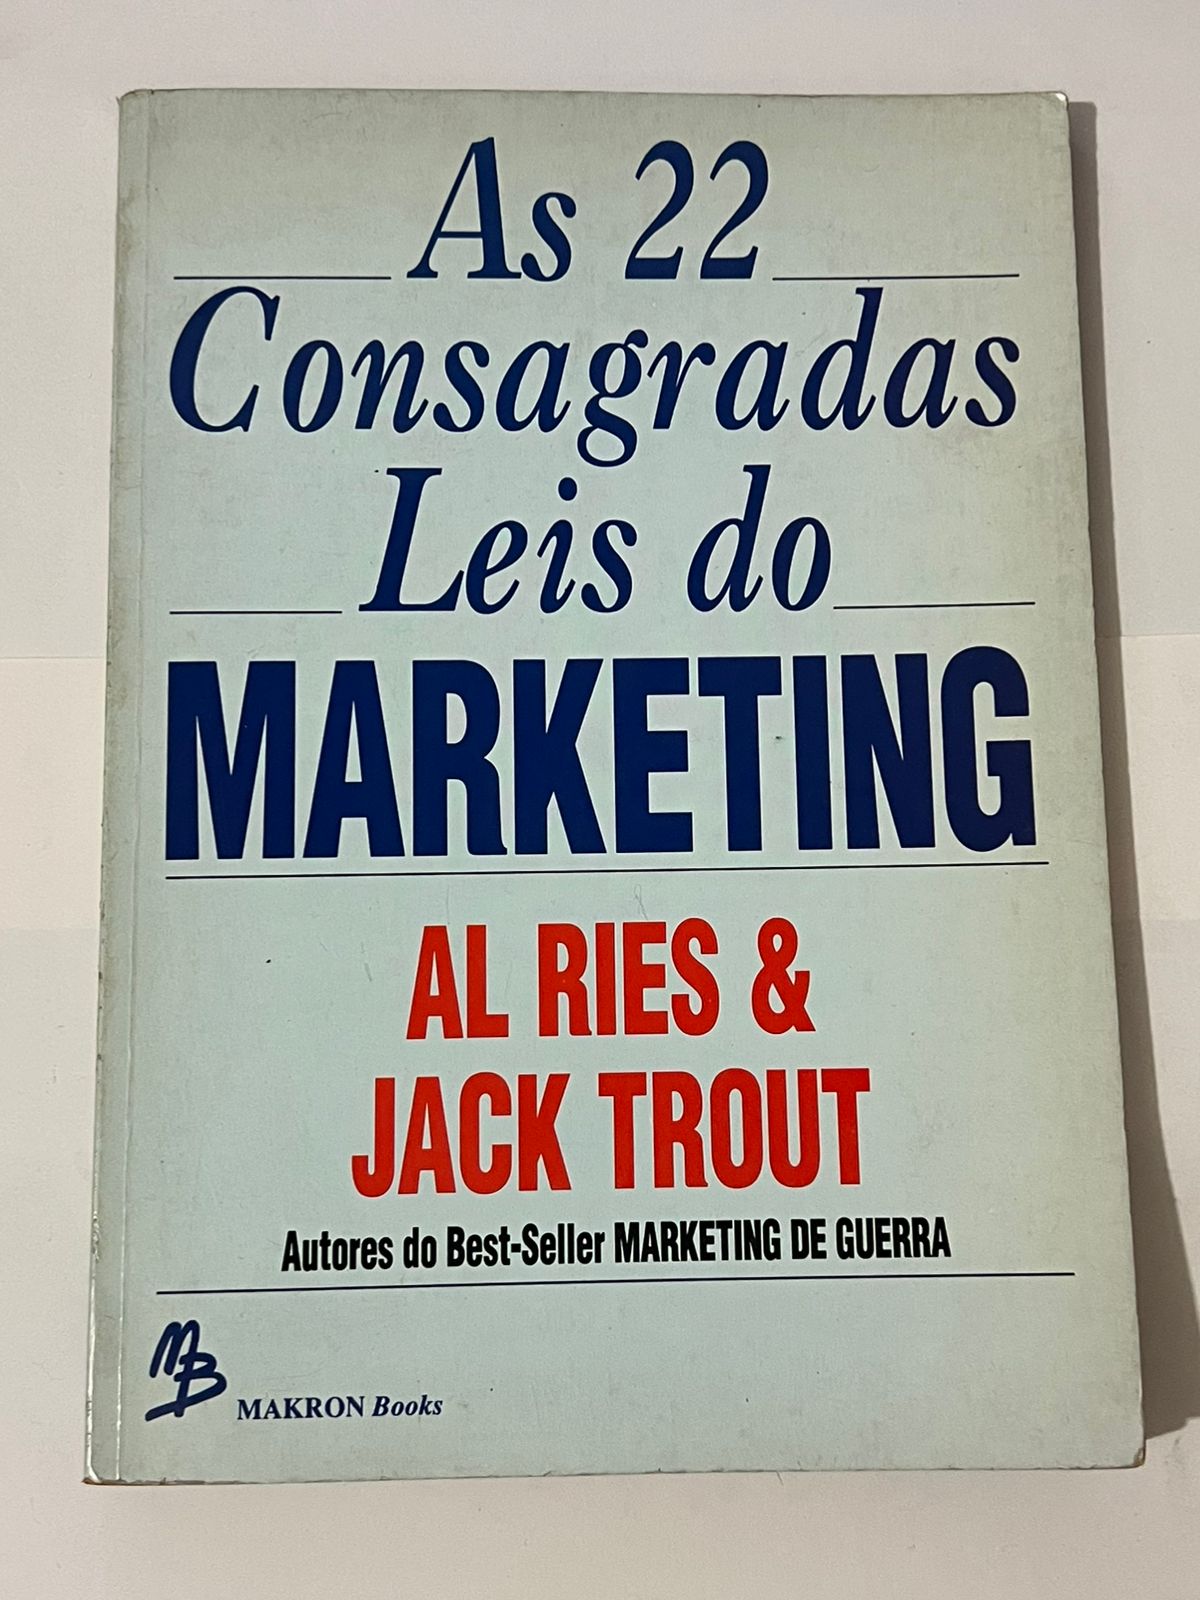 As 22
Consagradas
Leis do
MARKETING
AL RIES &
JACK TROUT
Autores do Best-Seller MARKETING DE GUERRA
MB
MAKRON Books